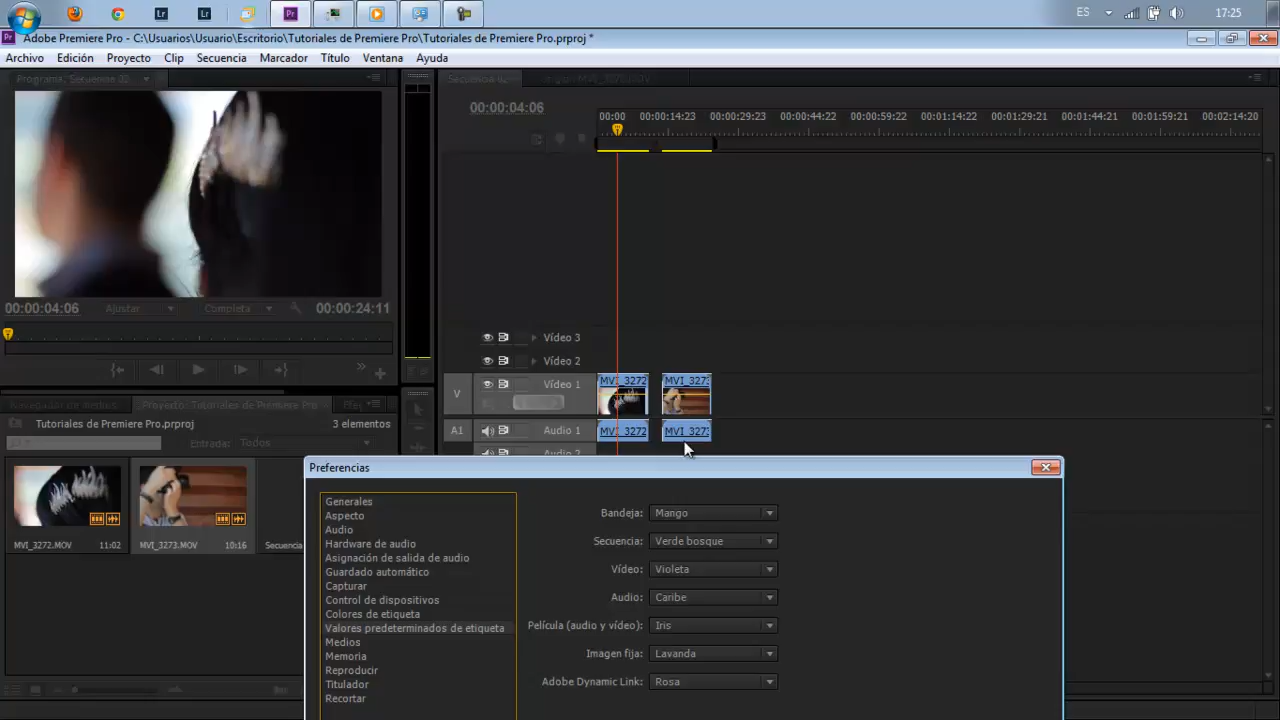 ES
17:25
Adobe Premiere Pro - C:\Usuarios\Usuario\Escritorio\Tutoriales de Premiere Pro\Tutoriales de Premiere Pro.prproj *
Archivo Edición Proyecto Clip Secuencia Marcador Título Ventana Ayuda
Programa: Secuencia 02
00:00:04:06
Ajustar
Completa
00:00:24:11
Secuencia 02
00:00:04:06
00:00 00:00:14:23 00:00:29:23 00:00:44:22 00:00:59:22 00:01:14:22 00:01:29:21 00:01:44:21 00:01:59:21 00:02:14:20
Vídeo 3
Vídeo 2
V Vídeo 1
MVI_3272 MVI_3273
A1 Audio 1
MVI_3272 MVI_3273
Audio 2
Navegador de medios
Proyecto: Tutoriales de Premiere Pro
Tutoriales de Premiere Pro.prproj
3 elementos
Entrada: Todos
MVI_3272.MOV 11:02
MVI_3273.MOV 10:16
Secuencia
Preferencias
Generales
Aspecto
Audio
Hardware de audio
Asignación de salida de audio
Guardado automático
Capturar
Control de dispositivos
Colores de etiqueta
Valores predeterminados de etiqueta
Medios
Memoria
Reproducir
Titulador
Recortar
Bandeja: Mango
Secuencia: Verde bosque
Vídeo: Violeta
Audio: Caribe
Película (audio y vídeo): Iris
Imagen fija: Lavanda
Adobe Dynamic Link: Rosa